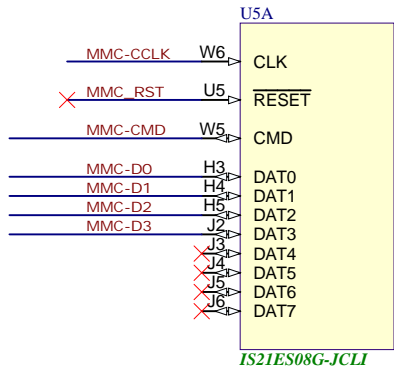 U5A
MMC-CCLK W6 CLK
MMC_RST U5 RESET
MMC-CMD W5 CMD
MMC-D0 H3 DAT0
MMC-D1 H4 DAT1
MMC-D2 H5 DAT2
MMC-D3 J2 DAT3
J3 DAT4
J4 DAT5
J5 DAT6
J6 DAT7
IS21ES08G-JCLI